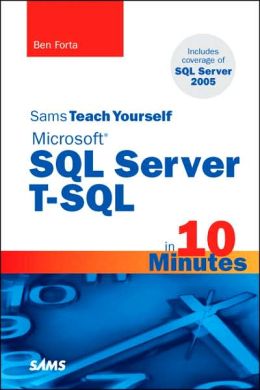 Ben Forta
Includes
coverage of
SQL Server
2005
Sams Teach Yourself
Microsoft®
SQL Server
T-SQL
in 10
Minutes
SAMS